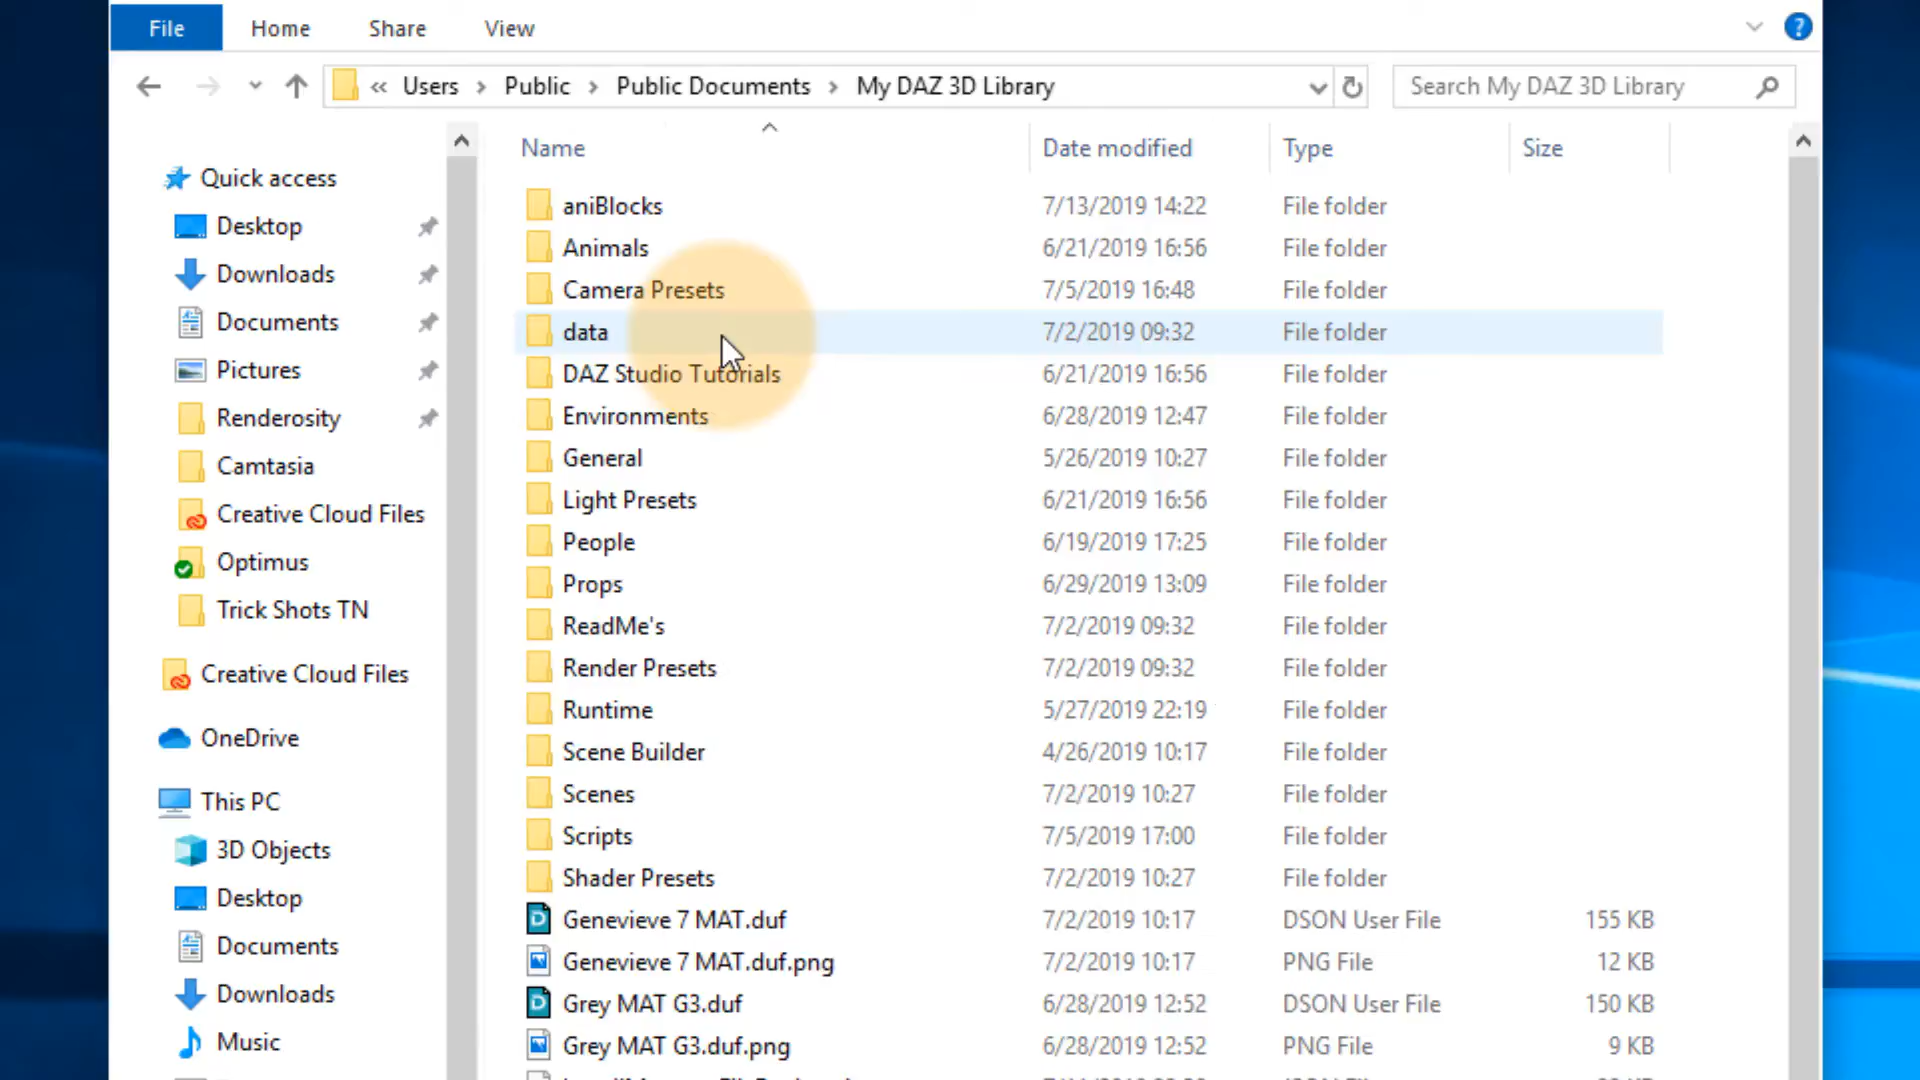 File Home Share View ?
« Users > Public > Public Documents > My DAZ 3D Library Search My DAZ 3D Library
Name Date modified Type Size
Quick access
Desktop
Downloads
Documents
Pictures
Renderosity
Camtasia
Creative Cloud Files
Optimus
Trick Shots TN
Creative Cloud Files
OneDrive
This PC
3D Objects
Desktop
Documents
Downloads
Music
aniBlocks 7/13/2019 14:22 File folder
Animals 6/21/2019 16:56 File folder
Camera Presets 7/5/2019 16:48 File folder
data 7/2/2019 09:32 File folder
DAZ Studio Tutorials 6/21/2019 16:56 File folder
Environments 6/28/2019 12:47 File folder
General 5/26/2019 10:27 File folder
Light Presets 6/21/2019 16:56 File folder
People 6/19/2019 17:25 File folder
Props 6/29/2019 13:09 File folder
ReadMe's 7/2/2019 09:32 File folder
Render Presets 7/2/2019 09:32 File folder
Runtime 5/27/2019 22:19 File folder
Scene Builder 4/26/2019 10:17 File folder
Scenes 7/2/2019 10:27 File folder
Scripts 7/5/2019 17:00 File folder
Shader Presets 7/2/2019 10:27 File folder
Genevieve 7 MAT.duf 7/2/2019 10:17 DSON User File 155 KB
Genevieve 7 MAT.duf.png 7/2/2019 10:17 PNG File 12 KB
Grey MAT G3.duf 6/28/2019 12:52 DSON User File 150 KB
Grey MAT G3.duf.png 6/28/2019 12:52 PNG File 9 KB